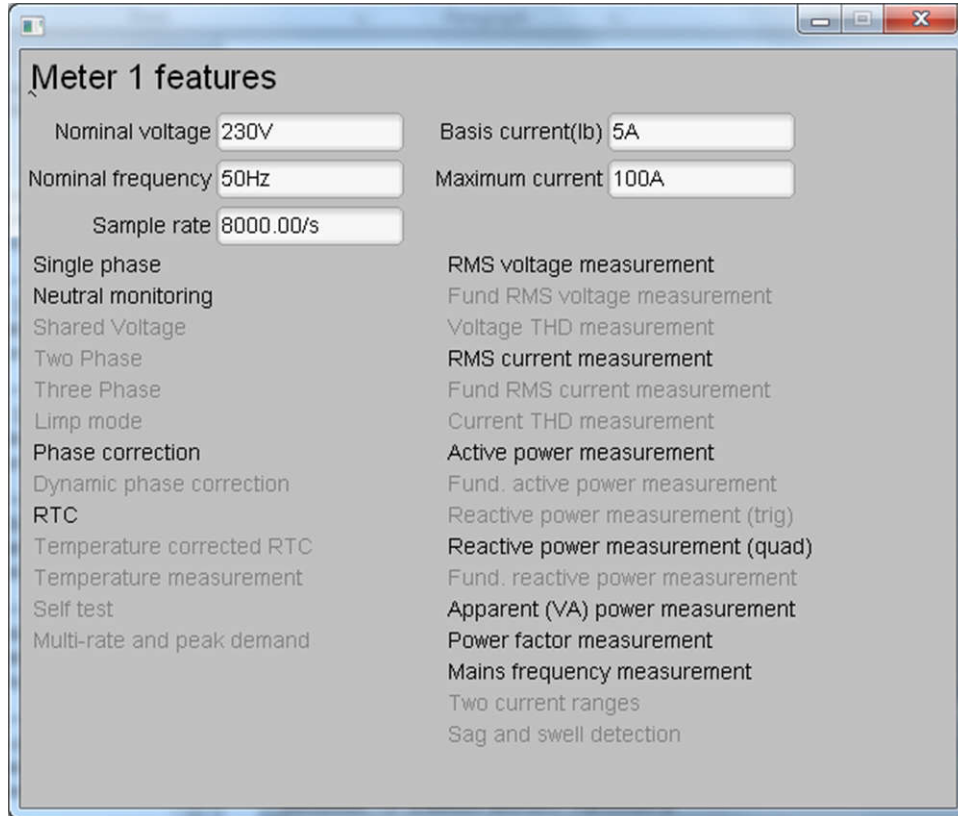 Meter 1 features
Nominal voltage 230V
Basis current(Ib) 5A
Nominal frequency 50Hz
Maximum current 100A
Sample rate 8000.00/s
Single phase
Neutral monitoring
Shared Voltage
Two Phase
Three Phase
Limp mode
Phase correction
Dynamic phase correction
RTC
Temperature corrected RTC
Temperature measurement
Self test
Multi-rate and peak demand
RMS voltage measurement
Fund RMS voltage measurement
Voltage THD measurement
RMS current measurement
Fund RMS current measurement
Current THD measurement
Active power measurement
Fund. active power measurement
Reactive power measurement (trig)
Reactive power measurement (quad)
Fund. reactive power measurement
Apparent (VA) power measurement
Power factor measurement
Mains frequency measurement
Two current ranges
Sag and swell detection